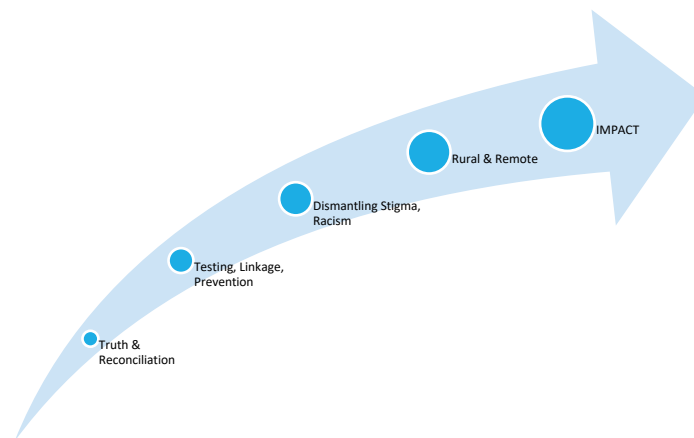 IMPACT
Rural & Remote
Dismantling Stigma,
Racism
Testing, Linkage,
Prevention
Truth &
Reconciliation